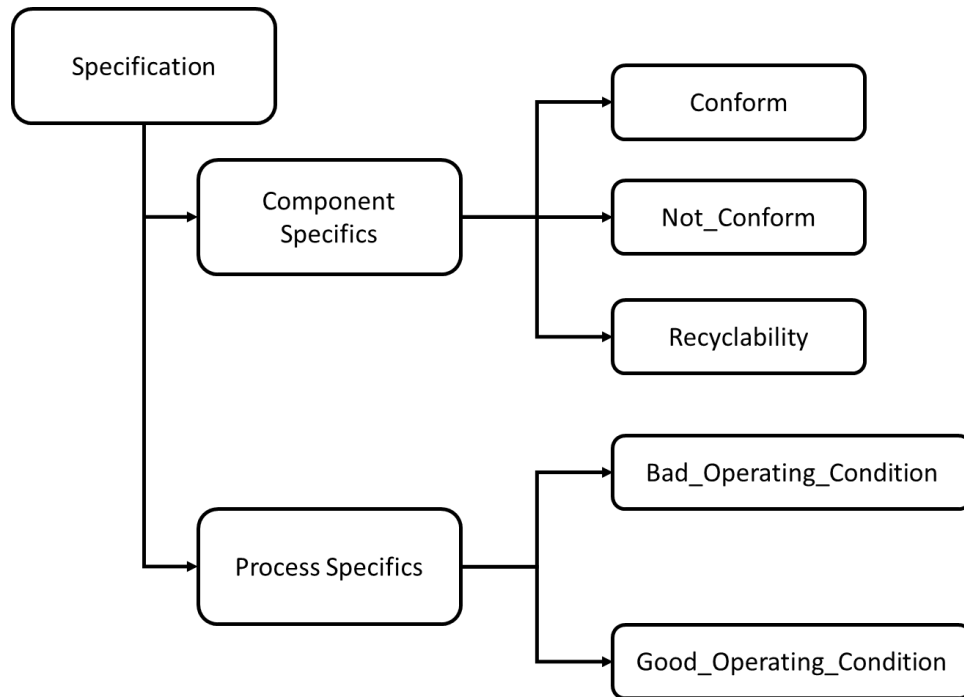 Specification
Component
Specifics
Conform
Not_Conform
Recyclability
Process Specifics
Bad_Operating_Condition
Good_Operating_Condition